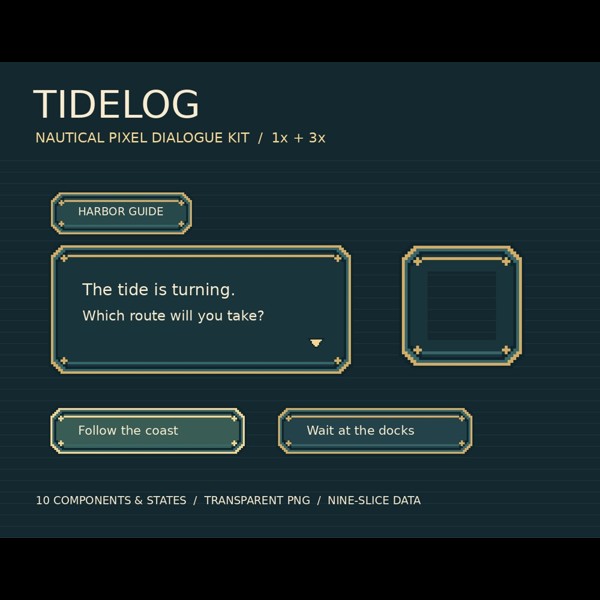 TIDELOG
NAUTICAL PIXEL DIALOGUE KIT / 1x + 3x
HARBOR GUIDE
The tide is turning.
Which route will you take?
Follow the coast
Wait at the docks
10 COMPONENTS & STATES / TRANSPARENT PNG / NINE-SLICE DATA